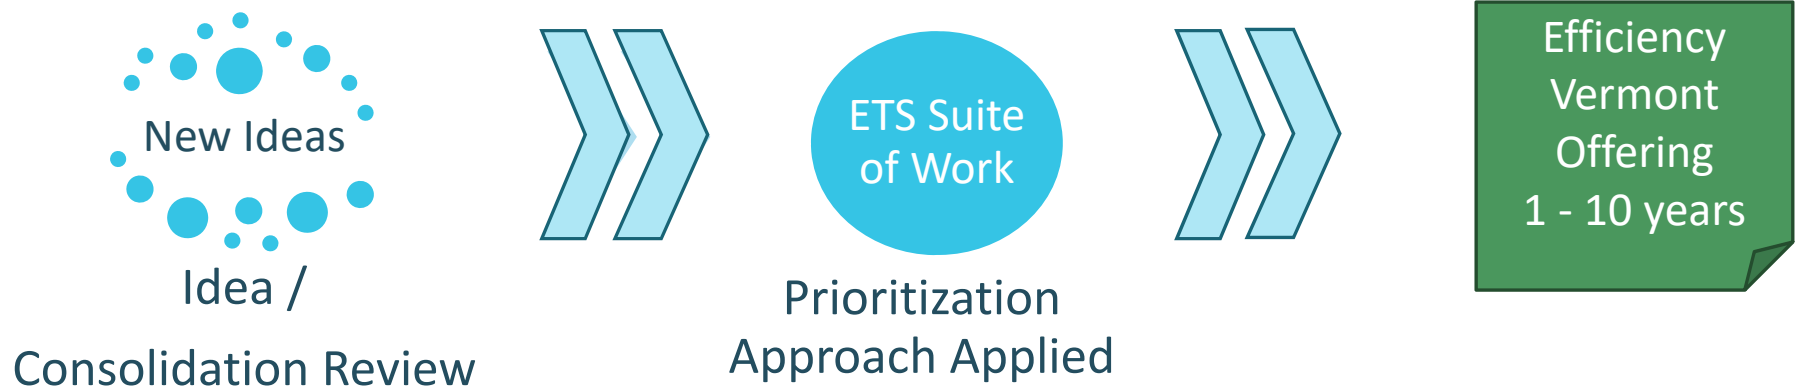 New Ideas
Idea /
Consolidation Review
ETS Suite
of Work
Prioritization
Approach Applied
Efficiency
Vermont
Offering
1 - 10 years